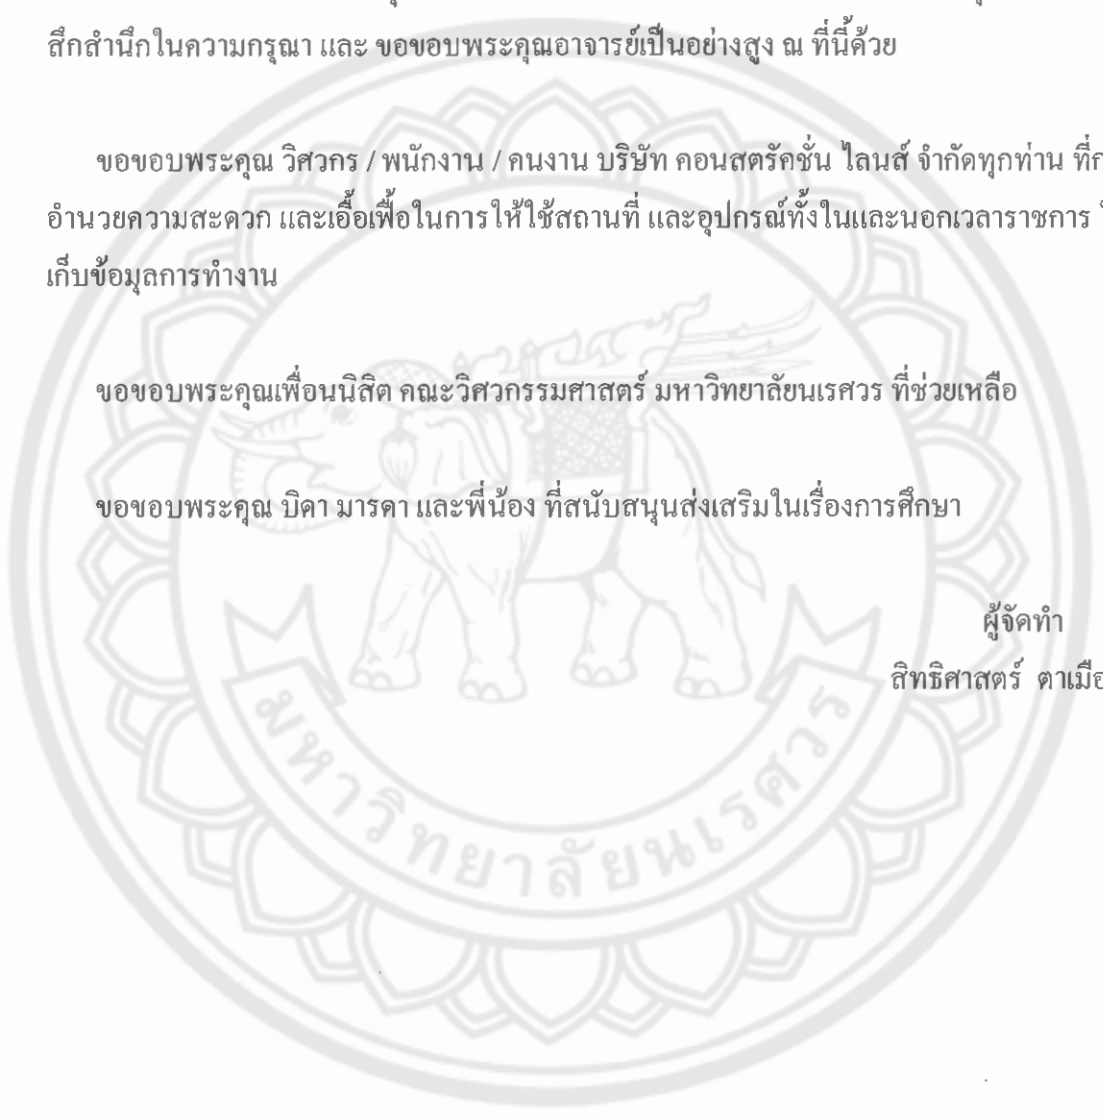 สึกสำนึกในความกรุณา และ ขอขอบพระคุณอาจารย์เป็นอย่างสูง ณ ที่นี้ด้วย
ขอขอบพระคุณ วิศวกร / พนักงาน / คนงาน บริษัท คอนสตรัคชั่น ไลนส์ จำกัดทุกท่าน
อำนวยความสะดวก และเอื้อเฟื้อในการให้ใช้สถานที่ และอุปกรณ์ทั้งในและนอกเวลาราชการ
เก็บข้อมูลการทำงาน
ขอขอบพระคุณเพื่อนนิสิต คณะวิศวกรรมศาสตร์ มหาวิทยาลัยนเรศวร ที่ช่วยเหลือ
ขอขอบพระคุณ บิดา มารดา และพี่น้อง ที่สนับสนุนส่งเสริมในเรื่องการศึกษา
ผู้จัดทำ
สิทธิศาสตร์ ตาเมือ
มหาวิทยาลัยนเรศวร